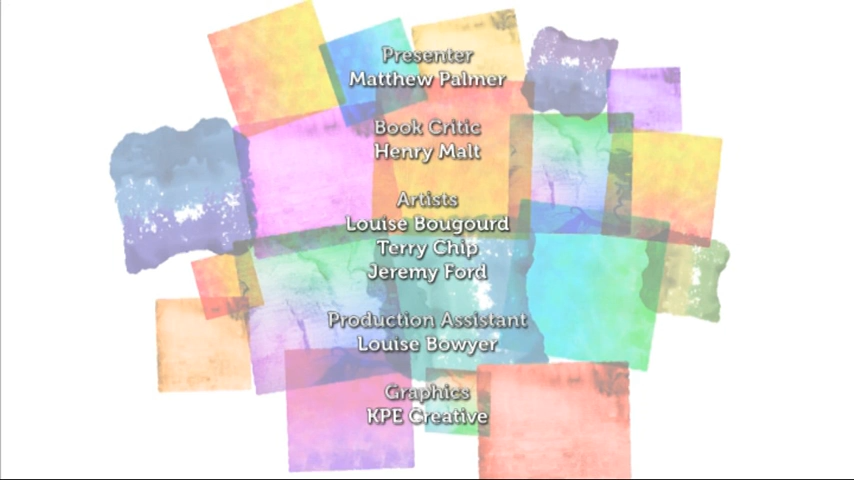 Presenter
Matthew Palmer
Book Critic
Henry Malt
Artists
Louise Bougourd
Terry Chip
Jeremy Ford
Production Assistant
Louise Bowyer
Graphics
KPE Creative